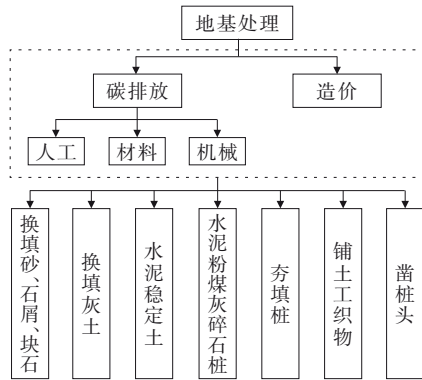 地基处理
碳排放
造价
人工
材料
机械
换填砂、石屑、块石
换填灰土
水泥稳定土
水泥粉煤灰碎石桩
夯填桩
铺土工织物
凿桩头